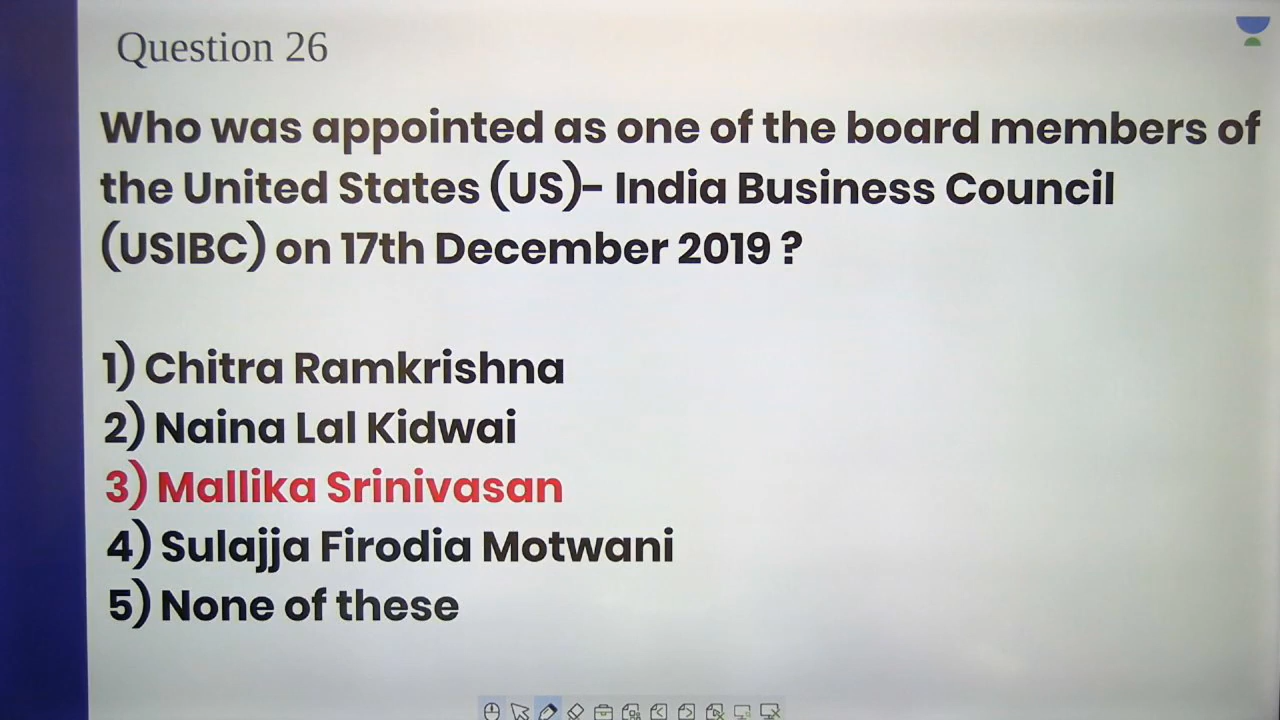 Question 26
Who was appointed as one of the board members of
the United States (US)- India Business Council
(USIBC) on 17th December 2019 ?
1) Chitra Ramkrishna
2) Naina Lal Kidwai
3) Mallika Srinivasan
4) Sulajja Firodia Motwani
5) None of these